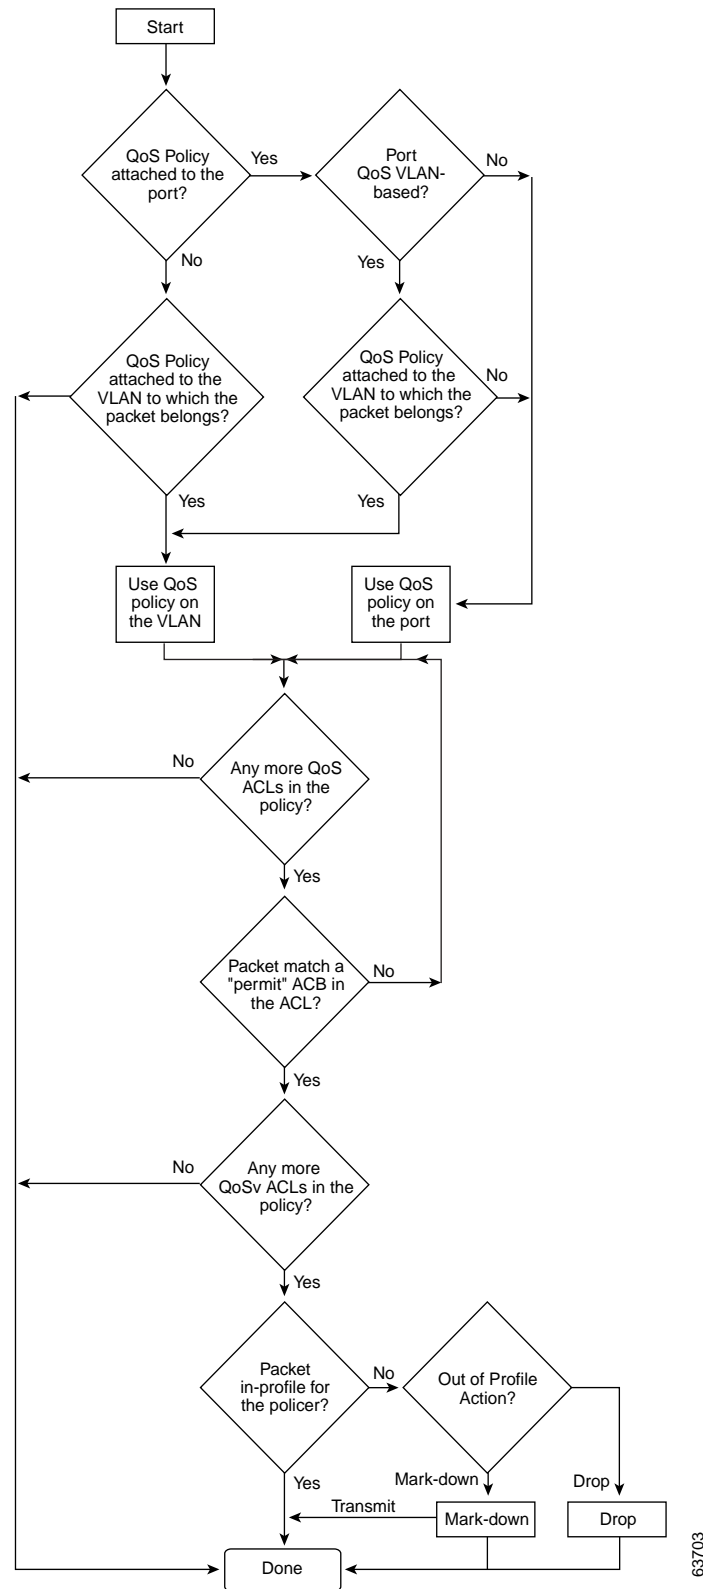 Start
QoS Policy
attached to the
port?
Yes
Port
QoS VLAN-
based?
No
No
Yes
QoS Policy
attached to the
VLAN to which the
packet belongs?
QoS Policy
attached to the
VLAN to which the
packet belongs?
No
Yes
Yes
Use QoS
policy on
the VLAN
Use QoS
policy on
the port
No
Any more QoS
ACLs in the
policy?
Yes
Packet match a
"permit" ACB in
the ACL?
No
Yes
No
Any more
QoSv ACLs in the
policy?
Yes
Packet
in-profile for
the policer?
No
Out of Profile
Action?
Yes
Mark-down
Drop
Transmit
Mark-down
Drop
Done
63703